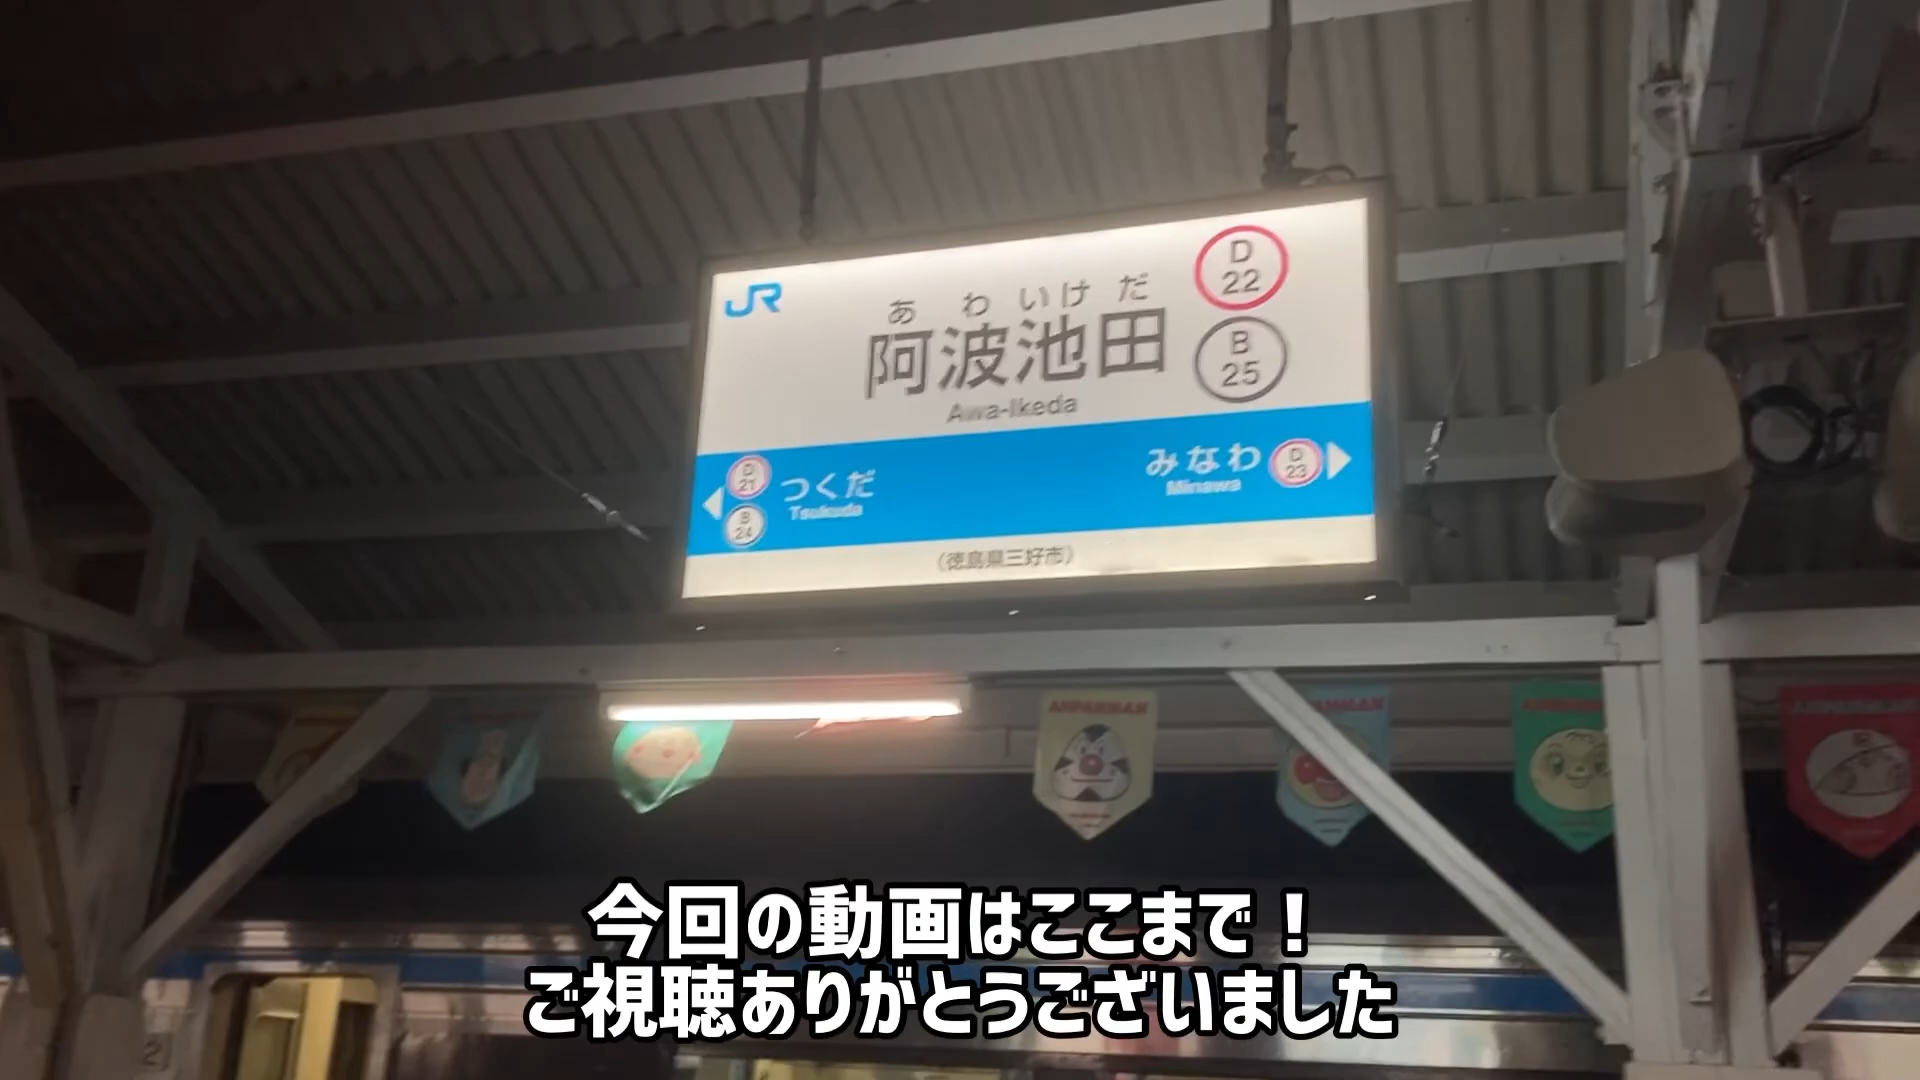 JR
あわいけだ
阿波池田
Awa-Ikeda
D
22
B
25
D
21
つくだ
Tsukuda
B
24
みなわ
Minawa
D
23
（徳島県三好市）
ANPANMAN
今回の動画はここまで！
ご視聴ありがとうございました